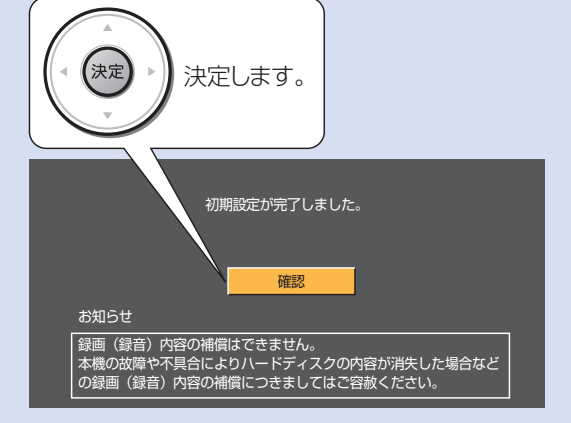 決定
決定します。
初期設定が完了しました。
確認
お知らせ
録画（録音）内容の補償はできません。
本機の故障や不具合によりハードディスクの内容が消失した場合など
の録画（録音）内容の補償につきましてはご容赦ください。